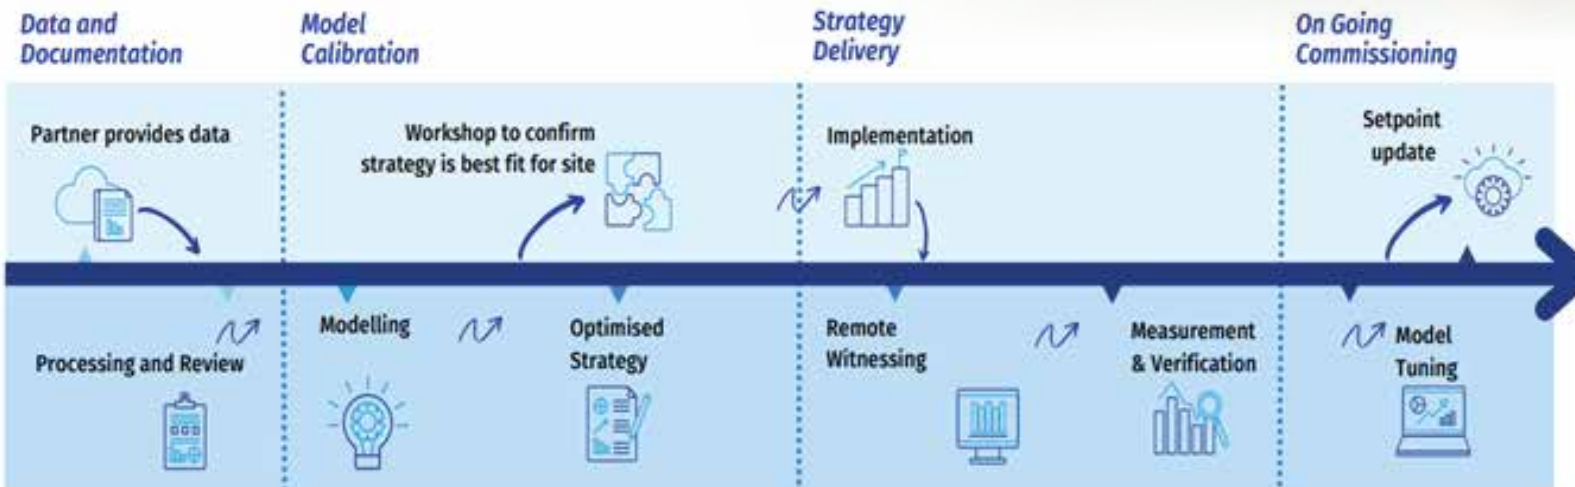 Data and
Documentation
Model
Calibration
Strategy
Delivery
On Going
Commissioning
Partner provides data
Workshop to confirm
strategy is best fit for site
Implementation
Setpoint
update
Processing and Review
Modelling
Optimised
Strategy
Remote
Witnessing
Measurement
& Verification
Model
Tuning